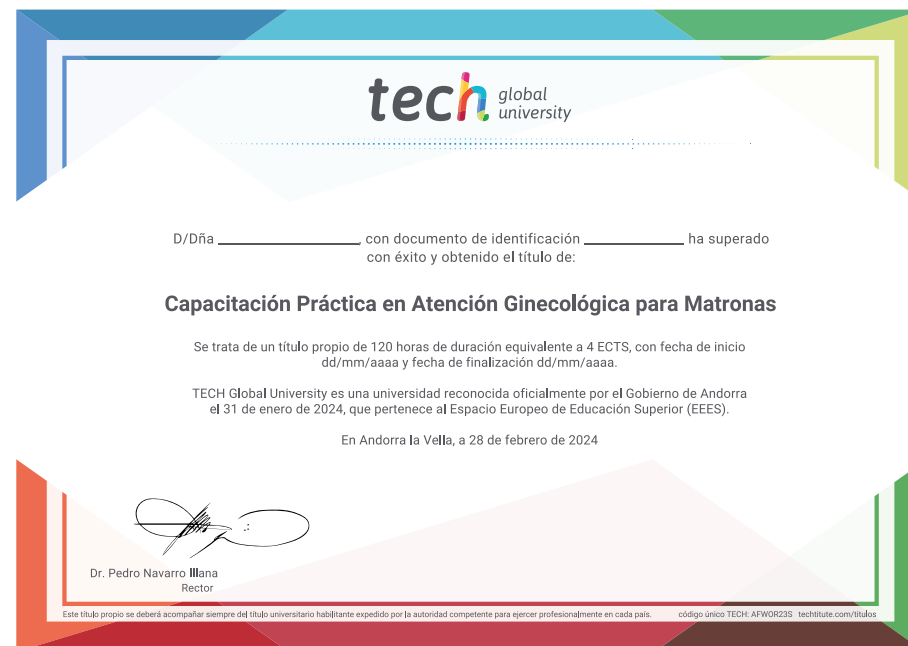 tech global
university
D/Dña ____________________, con documento de identificación ______________ ha superado
con éxito y obtenido el título de:
Capacitación Práctica en Atención Ginecológica para Matronas
Se trata de un título propio de 120 horas de duración equivalente a 4 ECTS, con fecha de inicio
dd/mm/aaaa y fecha de finalización dd/mm/aaaa.
TECH Global University es una universidad reconocida oficialmente por el Gobierno de Andorra
el 31 de enero de 2024, que pertenece al Espacio Europeo de Educación Superior (EEES).
En Andorra la Vella, a 28 de febrero de 2024
Dr. Pedro Navarro Illana
Rector
Este título propio se deberá acompañar siempre del título universitario habilitante expedido por la autoridad competente para ejercer profesionalmente en cada país. código único TECH: AFWOR23S techtitute.com/titulos